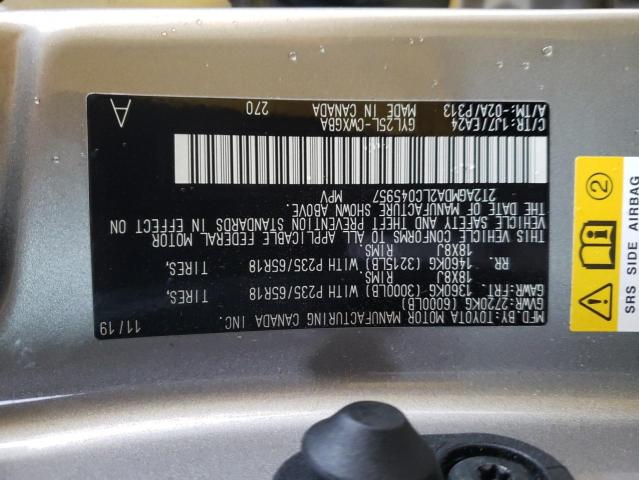 MFD.BY:TOYOTA MOTOR MANUFACTURING CANADA INC. 11/19
GVWR:2720KG(6000LB)
GAWR:FRT. 1360KG (3000LB) WITH P235/65R18 TIRES,
18X8J RIMS
RR. 1460KG (3215LB) WITH P235/65R18 TIRES,
18X8J RIMS
THIS VEHICLE CONFORMS TO ALL APPLICABLE FEDERAL MOTOR
VEHICLE SAFETY AND THEFT PREVENTION STANDARDS IN EFFECT ON
THE DATE OF MANUFACTURE SHOWN ABOVE.
2T2AGMDA2LC045957 MPV
C/TR:1J7/EA24 GYL25L-CWXGBA 270 A
A/TM:-02A/P313 MADE IN CANADA
2
SRS SIDE AIRBAG